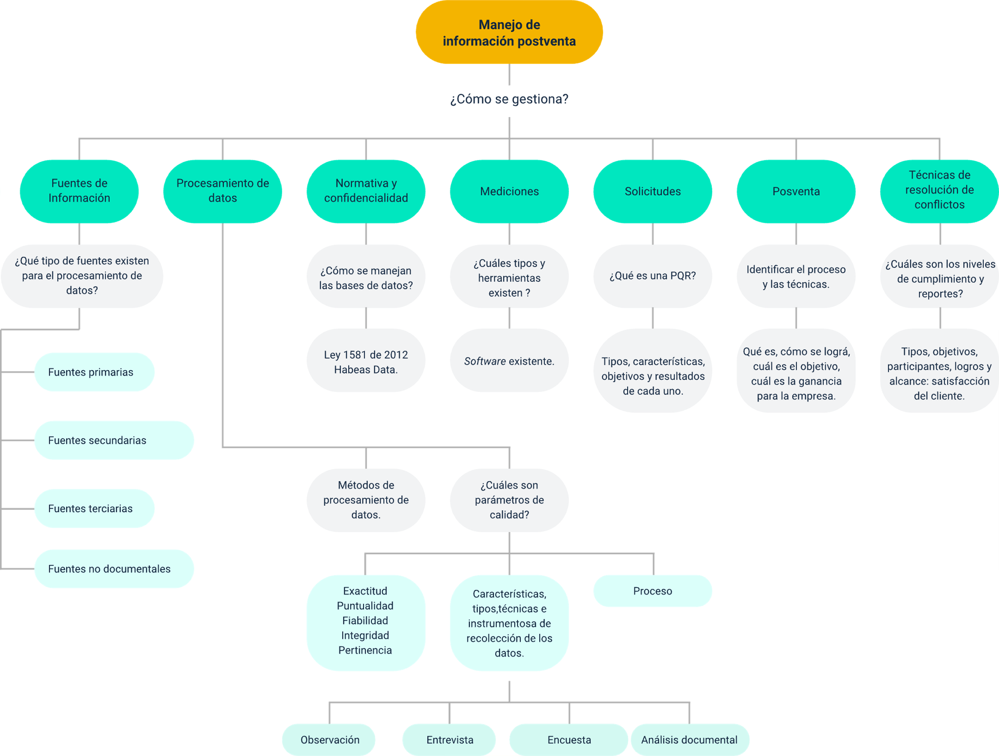 Manejo de
información postventa
¿Cómo se gestiona?
Fuentes de
Información
Procesamiento de
datos
Normativa y
confidencialidad
Mediciones
Solicitudes
Posventa
Técnicas de
resolución de
conflictos
¿Qué tipo de fuentes existen
para el procesamiento de
datos?
¿Cómo se manejan
las bases de datos?
¿Cuáles tipos y
herramientas
existen ?
¿Qué es una PQR?
Identificar el proceso
y las técnicas.
¿Cuáles son los niveles
de cumplimiento y
reportes?
Ley 1581 de 2012
Habeas Data.
Software existente.
Tipos, características,
objetivos y resultados
de cada uno.
Qué es, cómo se lográ,
cuál es el objetivo,
cuál es la ganancia
para la empresa.
Tipos, objetivos,
participantes, logros y
alcance: satisfacción
del cliente.
Fuentes primarias
Fuentes secundarias
Fuentes terciarias
Fuentes no documentales
Métodos de
procesamiento de
datos.
¿Cuáles son
parámetros de
calidad?
Exactitud
Puntualidad
Fiabilidad
Integridad
Pertinencia
Características,
tipos,técnicas e
instrumentosa de
recolección de los
datos.
Proceso
Observación
Entrevista
Encuesta
Análisis documental